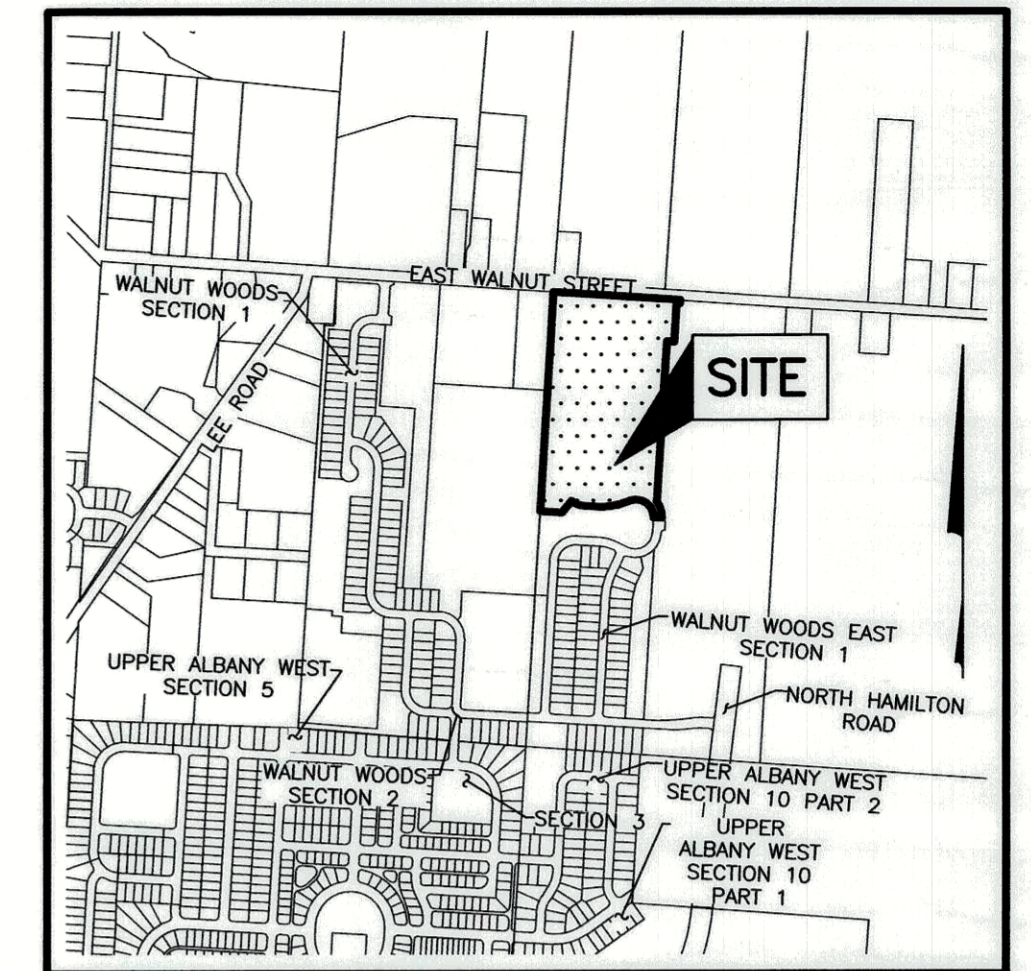 EAST WALNUT STREET
WALNUT WOODS
SECTION 1
SITE
LEE ROAD
WALNUT WOODS EAST
SECTION 1
UPPER ALBANY WEST
SECTION 5
NORTH HAMILTON
ROAD
WALNUT WOODS
SECTION 2
SECTION 3
UPPER ALBANY WEST
SECTION 10 PART 2
UPPER
ALBANY WEST
SECTION 10
PART 1